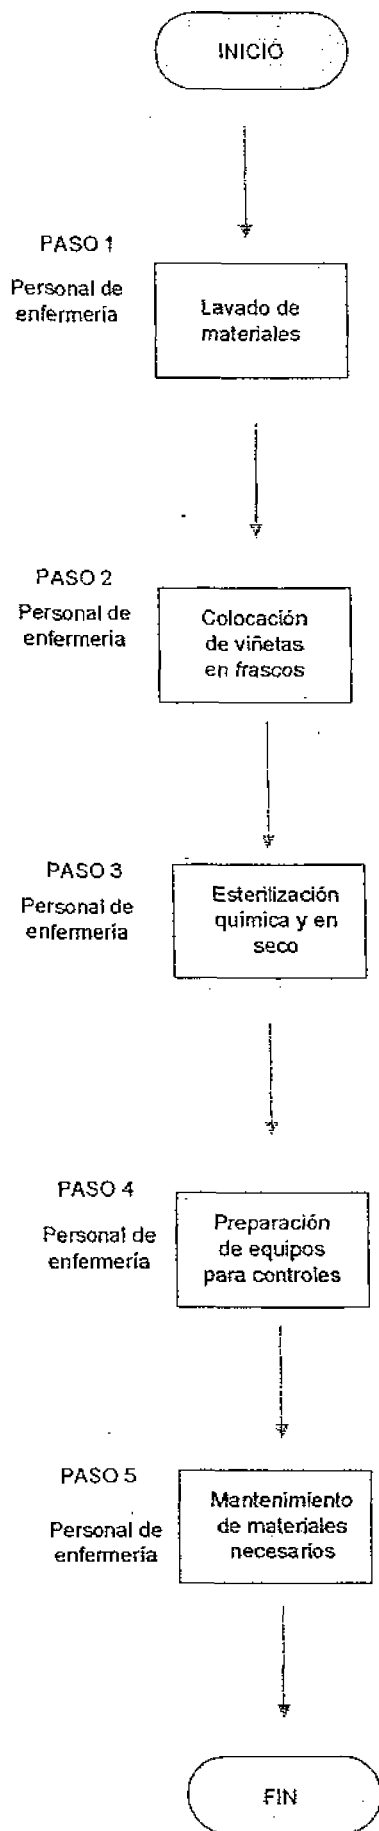 INICIO
PASO 1
Personal de
enfermería
Lavado de
materiales
PASO 2
Personal de
enfermería
Colocación
de viñetas
en frascos
PASO 3
Personal de
enfermería
Esterilización
química y en
seco
PASO 4
Personal de
enfermería
Preparación
de equipos
para controles
PASO 5
Personal de
enfermería
Mantenimiento
de materiales
necesarios
FIN